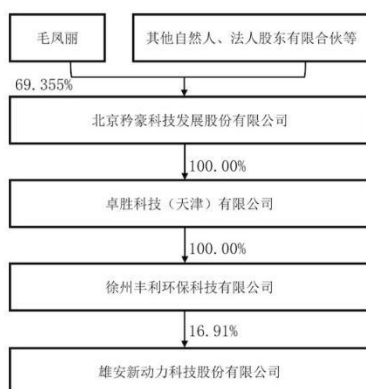 毛凤丽
其他自然人、法人股东有限合伙等
69.355%
北京矜豪科技发展股份有限公司
100.00%
卓胜科技（天津）有限公司
100.00%
徐州丰利环保科技有限公司
16.91%
雄安新动力科技股份有限公司